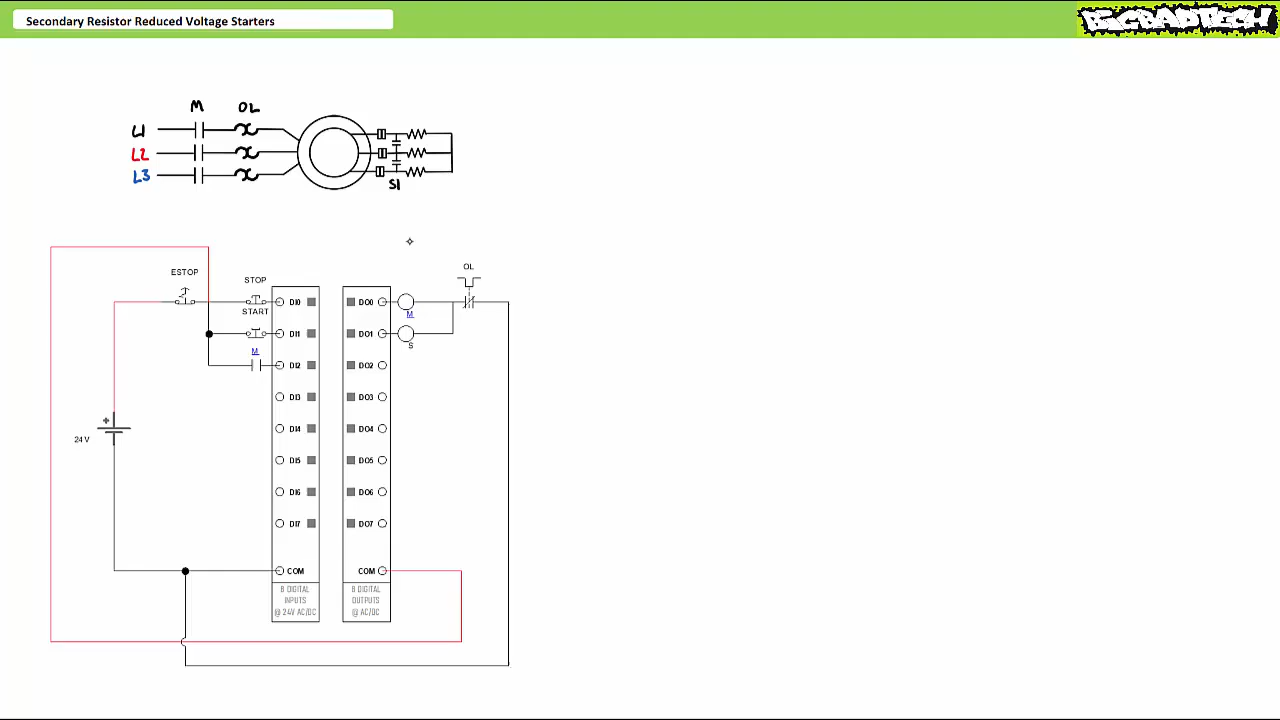 Secondary Resistor Reduced Voltage Starters
BIGBADTECH
M OL
L1
L2
L3
S1
ESTOP
STOP
START
M
24 V
+
DI0
DI1
DI2
DI3
DI4
DI5
DI6
DI7
COM
8 DIGITAL
INPUTS
@ 24V AC/DC
DO0
DO1
DO2
DO3
DO4
DO5
DO6
DO7
COM
8 DIGITAL
OUTPUTS
@ AC/DC
OL
M
S